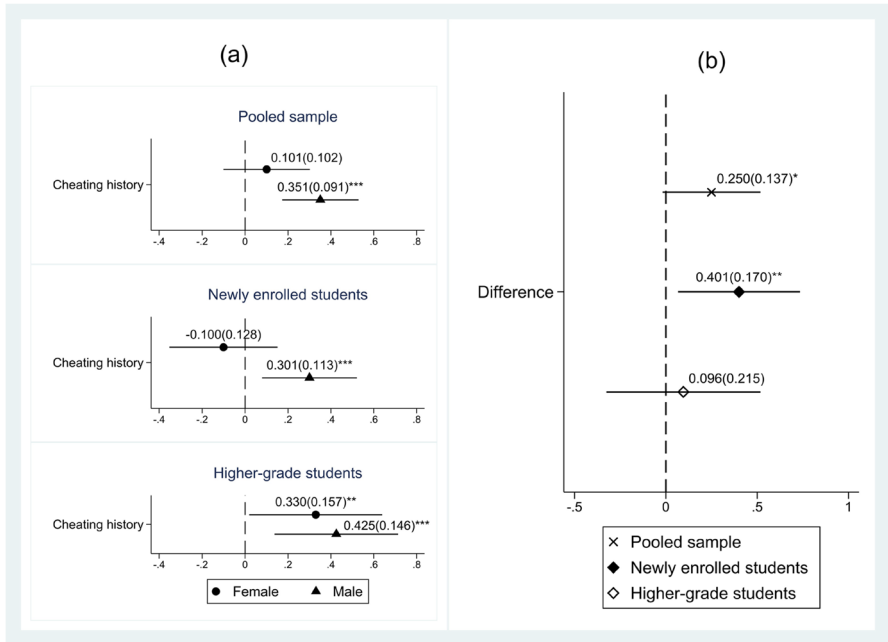 (a)
Pooled sample
Cheating history
0.101(0.102)
0.351(0.091)***
-.4 -.2 0 .2 .4 .6 .8
Newly enrolled students
Cheating history
-0.100(0.128)
0.301(0.113)***
-.4 -.2 0 .2 .4 .6 .8
Higher-grade students
Cheating history
0.330(0.157)**
0.425(0.146)***
-.4 -.2 0 .2 .4 .6 .8
Female Male
(b)
0.250(0.137)*
Difference
0.401(0.170)**
0.096(0.215)
-.5 0 .5 1
Pooled sample
Newly enrolled students
Higher-grade students